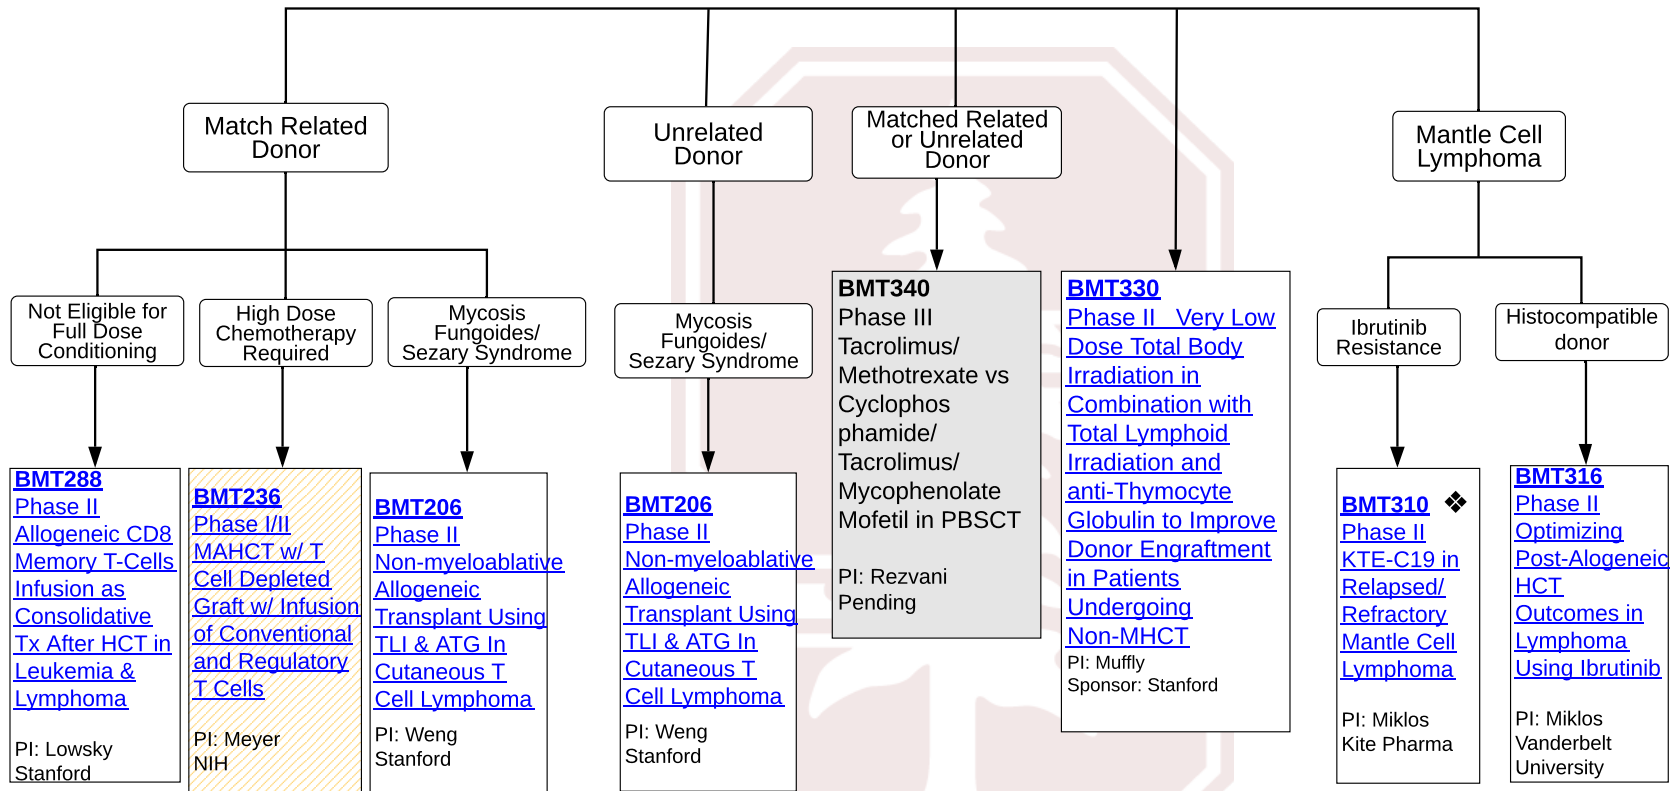 Match Related
Donor
Unrelated
Donor
Matched Related
or Unrelated
Donor
Mantle Cell
Lymphoma
Not Eligible for
Full Dose
Conditioning
High Dose
Chemotherapy
Required
Mycosis
Fungoides/
Sezary Syndrome
Mycosis
Fungoides/
Sezary Syndrome
Ibrutinib
Resistance
Histocompatible
donor
BMT288
Phase II
Allogeneic CD8
Memory T-Cells
Infusion as
Consolidative
Tx After HCT in
Leukemia &
Lymphoma
PI: Lowsky
Stanford
BMT236
Phase I/II
MAHCT w/ T
Cell Depleted
Graft w/ Infusion
of Conventional
and Regulatory
T Cells
PI: Meyer
NIH
BMT206
Phase II
Non-myeloablative
Allogeneic
Transplant Using
TLI & ATG In
Cutaneous T
Cell Lymphoma
PI: Weng
Stanford
BMT206
Phase II
Non-myeloablative
Allogeneic
Transplant Using
TLI & ATG In
Cutaneous T
Cell Lymphoma
PI: Weng
Stanford
BMT340
Phase III
Tacrolimus/
Methotrexate vs
Cyclophos
phamide/
Tacrolimus/
Mycophenolate
Mofetil in PBSCT
PI: Rezvani
Pending
BMT330
Phase II Very Low
Dose Total Body
Irradiation in
Combination with
Total Lymphoid
Irradiation and
anti-Thymocyte
Globulin to Improve
Donor Engraftment
in Patients
Undergoing
Non-MHCT
PI: Muffly
Sponsor: Stanford
BMT310 ❖
Phase II
KTE-C19 in
Relapsed/
Refractory
Mantle Cell
Lymphoma
PI: Miklos
Kite Pharma
BMT316
Phase II
Optimizing
Post-Alogeneic
HCT
Outcomes in
Lymphoma
Using Ibrutinib
PI: Miklos
Vanderbelt
University